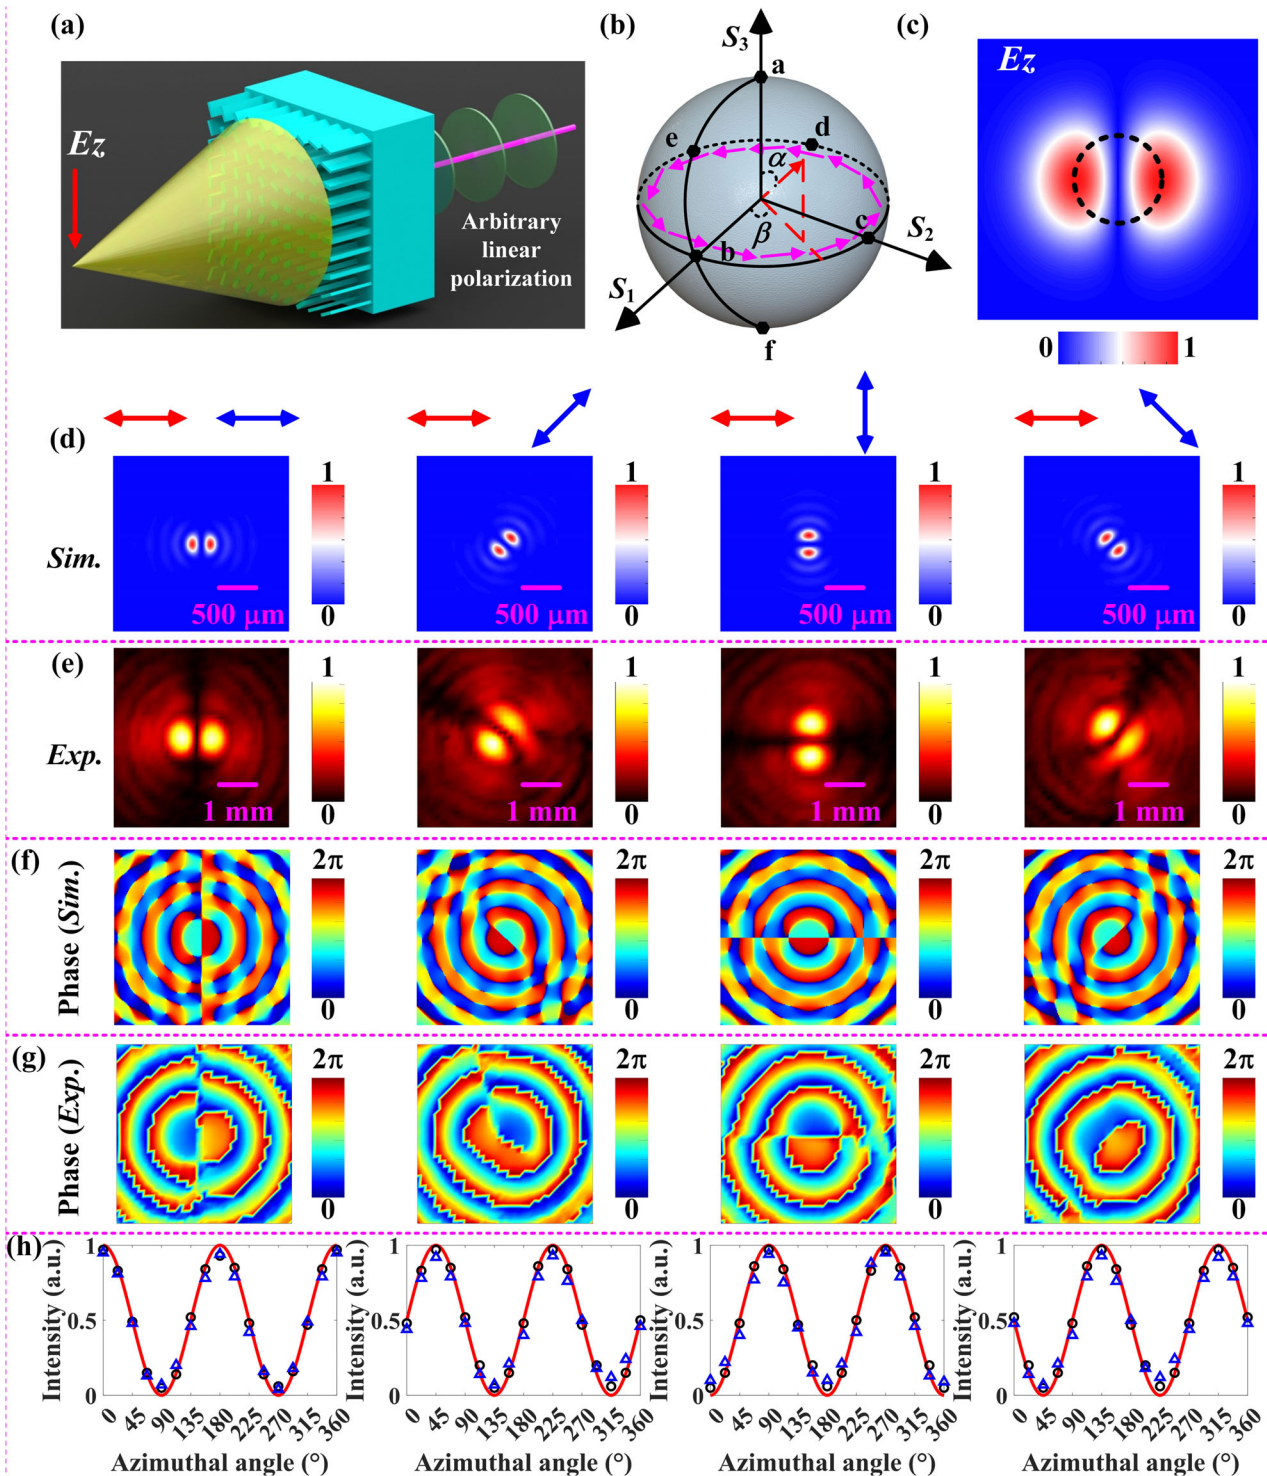 (a)
Ez
Arbitrary
linear
polarization
(b)
S3
a
e
d
α
β
b
c
S2
S1
f
(c)
Ez
0 1
(d)
Sim.
500 μm
1
0
500 μm
1
0
500 μm
1
0
500 μm
1
0
(e)
Exp.
1 mm
1
0
1 mm
1
0
1 mm
1
0
1 mm
1
0
(f)
Phase (Sim.)
2π
0
2π
0
2π
0
2π
0
(g)
Phase (Exp.)
2π
0
2π
0
2π
0
2π
0
(h)
Intensity (a.u.)
1
0.5
0
0 45 90 135 180 225 270 315 360
Azimuthal angle (°)
Intensity (a.u.)
1
0.5
0
0 45 90 135 180 225 270 315 360
Azimuthal angle (°)
Intensity (a.u.)
1
0.5
0
0 45 90 135 180 225 270 315 360
Azimuthal angle (°)
Intensity (a.u.)
1
0.5
0
0 45 90 135 180 225 270 315 360
Azimuthal angle (°)